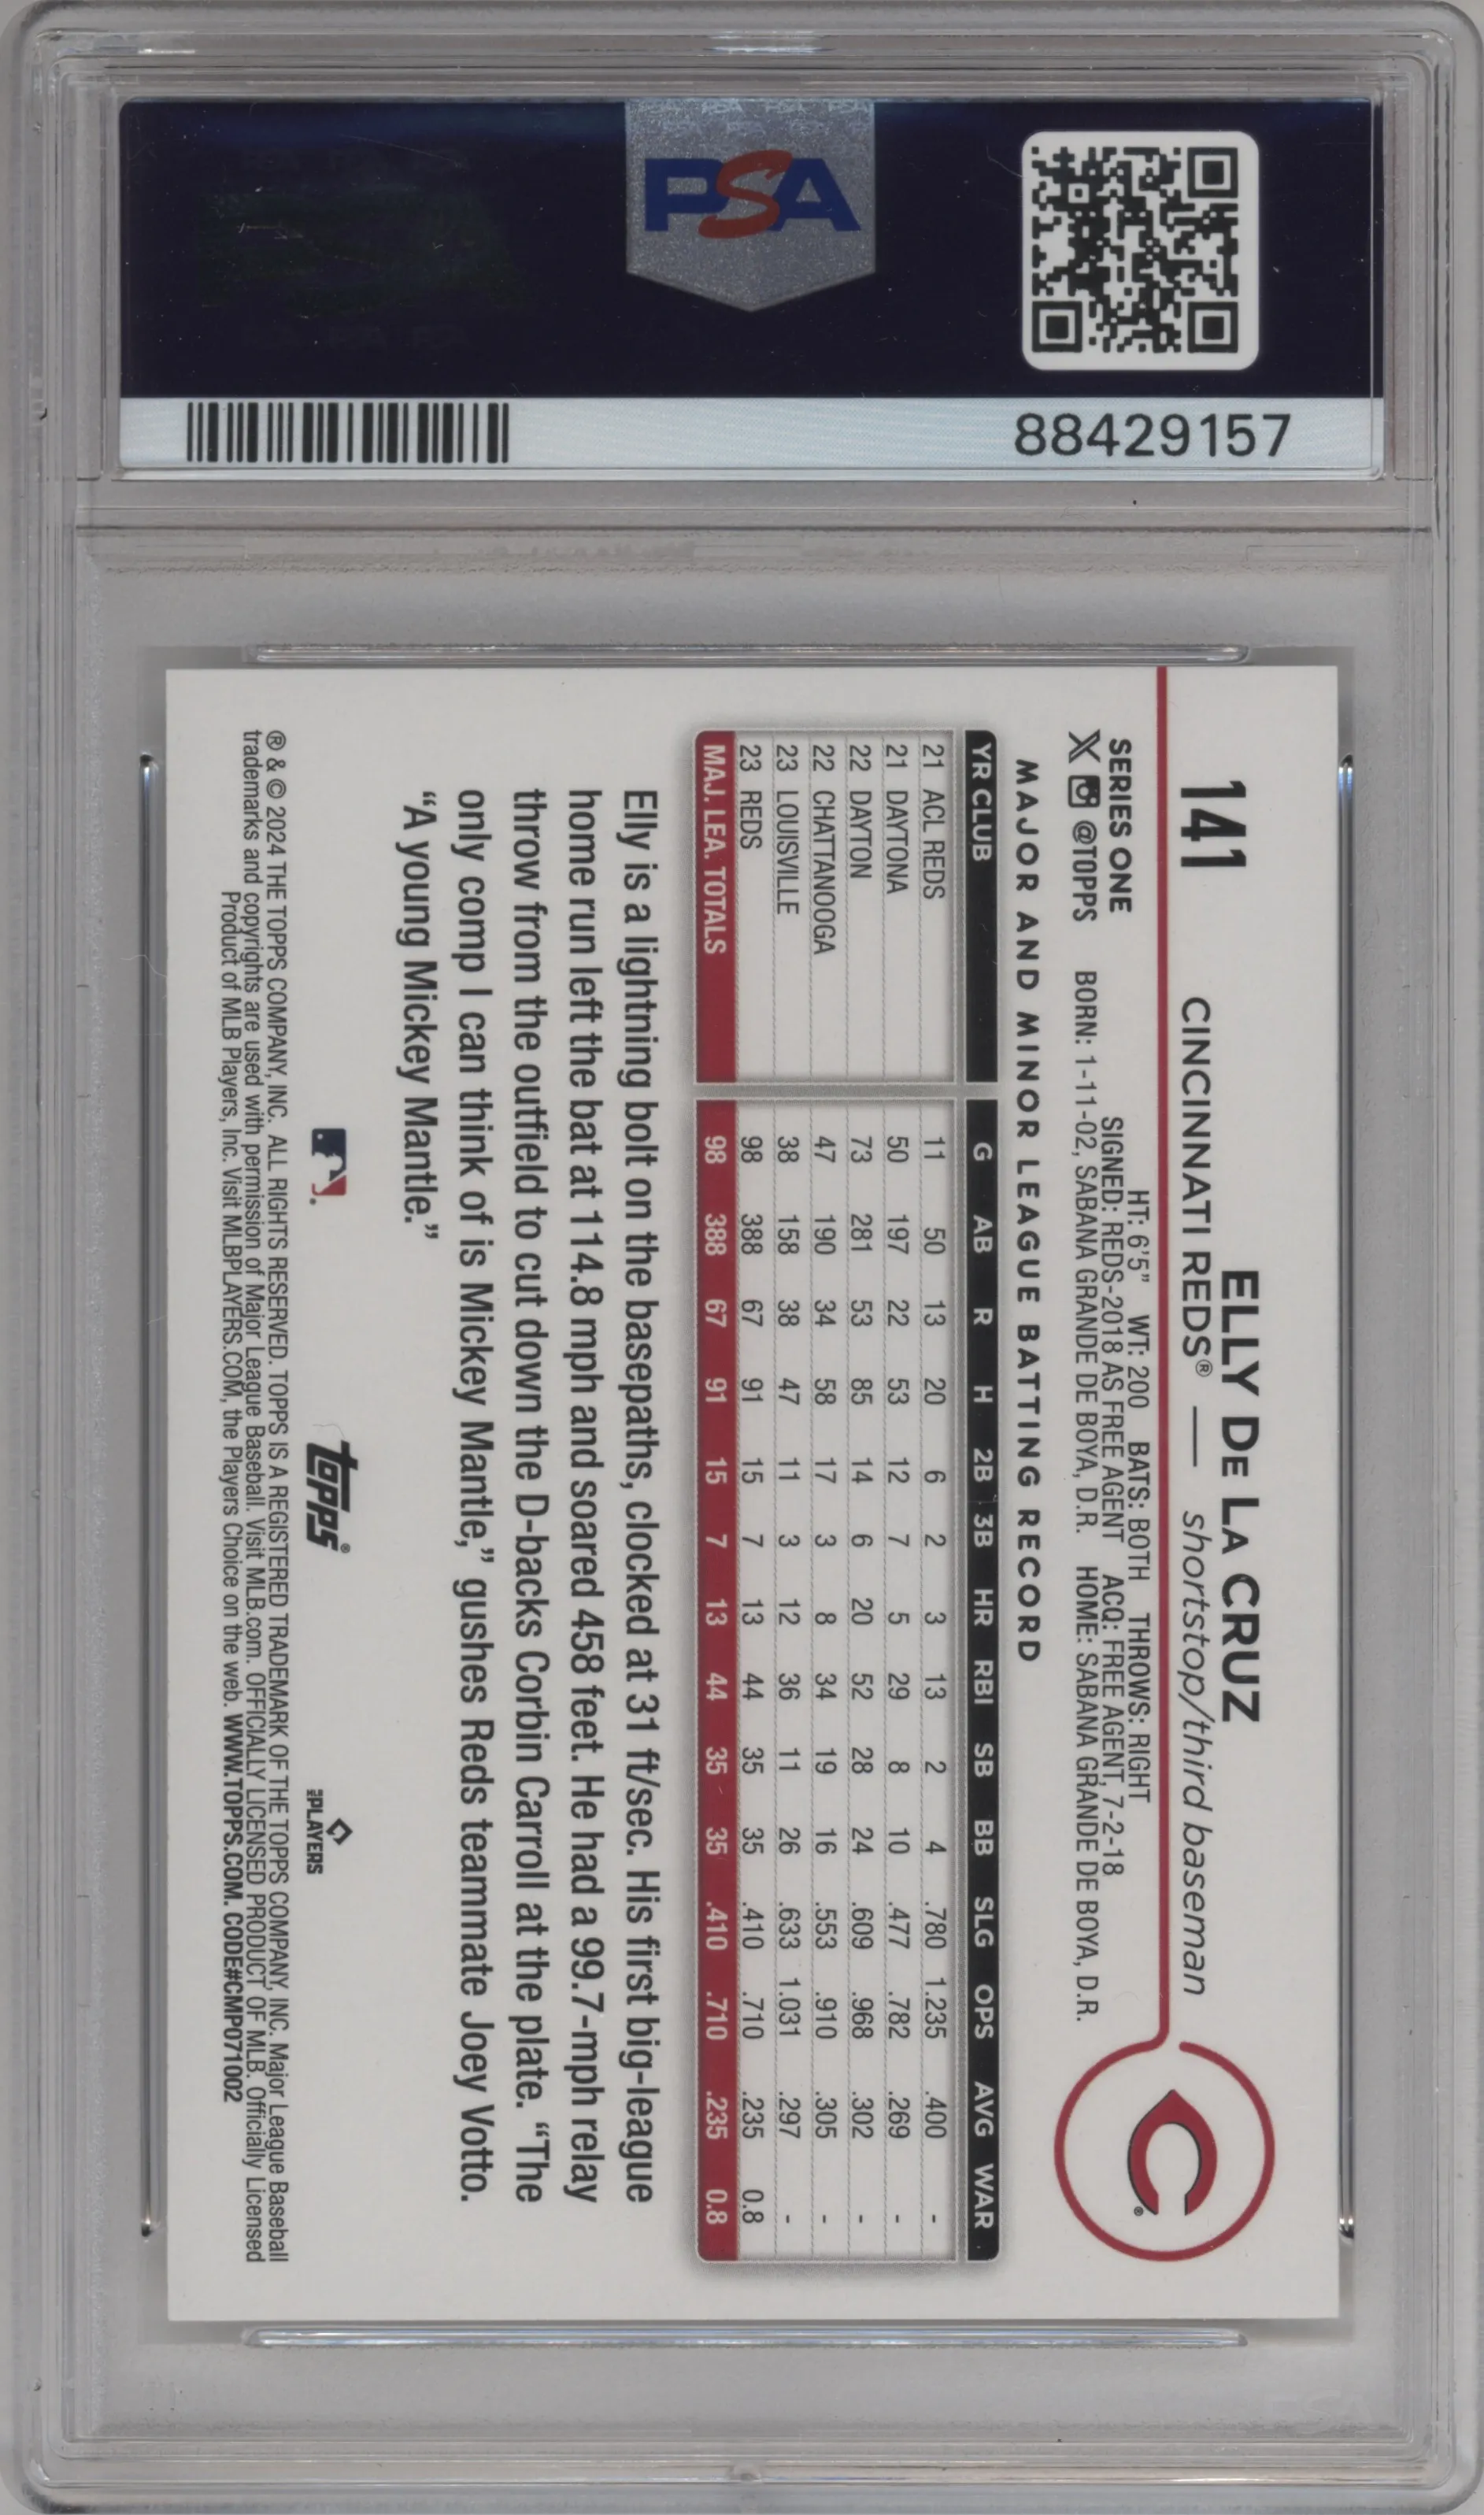 PSA
88429157
141
ELLY DE LA CRUZ
CINCINNATI REDS® — shortstop/third baseman
SERIES ONE
@TOPPS
HT: 6'5" WT: 200 BATS: BOTH THROWS: RIGHT
SIGNED: REDS-2018 AS FREE AGENT ACQ: FREE AGENT, 7-2-18
BORN: 1-11-02, SABANA GRANDE DE BOYA, D.R. HOME: SABANA GRANDE DE BOYA, D.R.
C®
MAJOR AND MINOR LEAGUE BATTING RECORD
YR CLUB G AB R H 2B 3B HR RBI SB BB SLG OPS AVG WAR
21 ACL REDS 11 50 13 20 6 2 3 13 2 4 .780 1.235 .400 -
21 DAYTONA 50 197 22 53 12 7 5 29 8 10 .477 .782 .269 -
22 DAYTON 73 281 53 85 14 6 20 52 28 24 .609 .968 .302 -
22 CHATTANOOGA 47 190 34 58 17 3 8 34 19 16 .553 .910 .305 -
23 LOUISVILLE 38 158 38 47 11 3 12 36 11 26 .633 1.031 .297 -
23 REDS 98 388 67 91 15 7 13 44 35 35 .410 .710 .235 0.8
MAJ. LEA. TOTALS 98 388 67 91 15 7 13 44 35 35 .410 .710 .235 0.8
Elly is a lightning bolt on the basepaths, clocked at 31 ft/sec. His first big-league
home run left the bat at 114.8 mph and soared 458 feet. He had a 99.7-mph relay
throw from the outfield to cut down the D-backs Corbin Carroll at the plate. “The
only comp I can think of is Mickey Mantle,” gushes Reds teammate Joey Votto.
“A young Mickey Mantle.”
topps®
PLAYERS
® & © 2024 THE TOPPS COMPANY, INC. ALL RIGHTS RESERVED. TOPPS IS A REGISTERED TRADEMARK OF THE TOPPS COMPANY, INC. Major League Baseball
trademarks and copyrights are used with permission of Major League Baseball. Visit MLB.com. OFFICIALLY LICENSED PRODUCT OF MLB. Officially Licensed
Product of MLB Players, Inc. Visit MLBPLAYERS.COM, the Players Choice on the web. WWW.TOPPS.COM. CODE#CMP071002